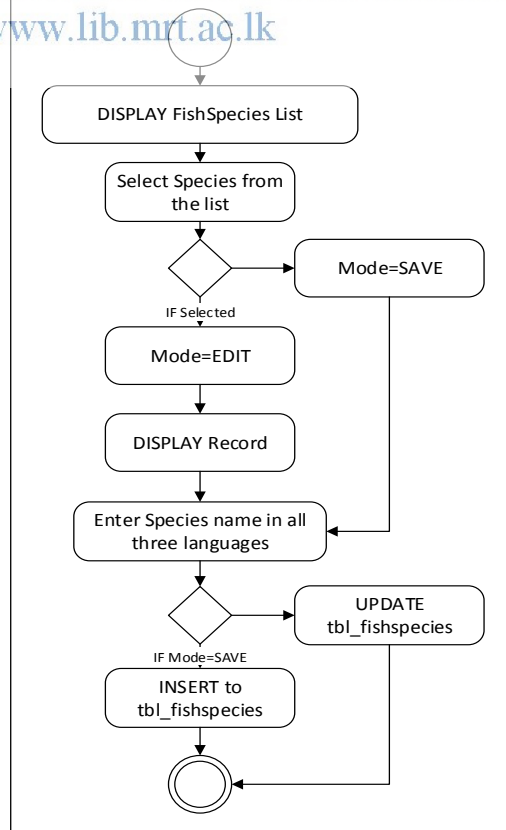 www.lib.mrt.ac.lk
DISPLAY FishSpecies List
Select Species from
the list
Mode=SAVE
IF Selected
Mode=EDIT
DISPLAY Record
Enter Species name in all
three languages
UPDATE
tbl_fishspecies
IF Mode=SAVE
INSERT to
tbl_fishspecies